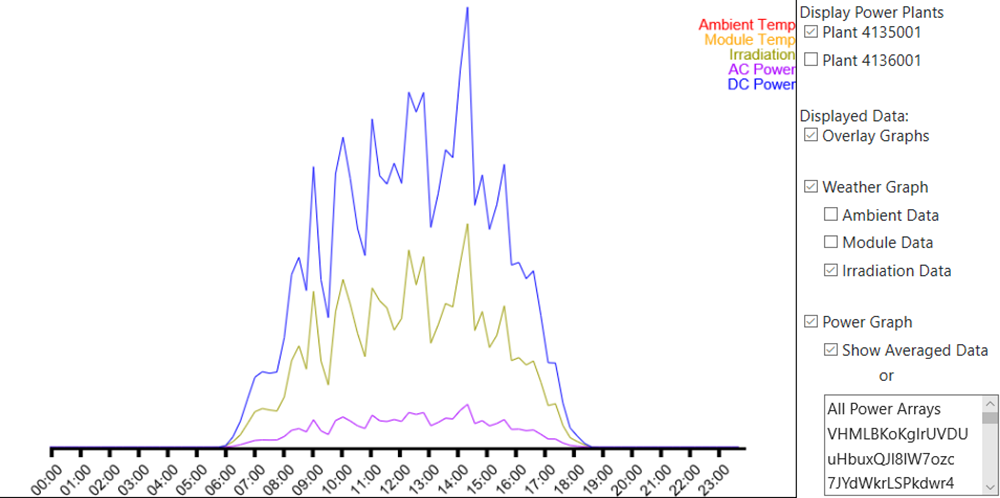 Ambient Temp
Module Temp
Irradiation
AC Power
DC Power
00:00 01:00 02:00 03:00 04:00 05:00 06:00 07:00 08:00 09:00 10:00 11:00 12:00 13:00 14:00 15:00 16:00 17:00 18:00 19:00 20:00 21:00 22:00 23:00
Display Power Plants
Plant 4135001
Plant 4136001
Displayed Data:
Overlay Graphs
Weather Graph
Ambient Data
Module Data
Irradiation Data
Power Graph
Show Averaged Data
or
All Power Arrays
VHMLBKoKgIrUVDU
uHbuxQJl8lW7ozc
7JYdWkrLSPkdwr4